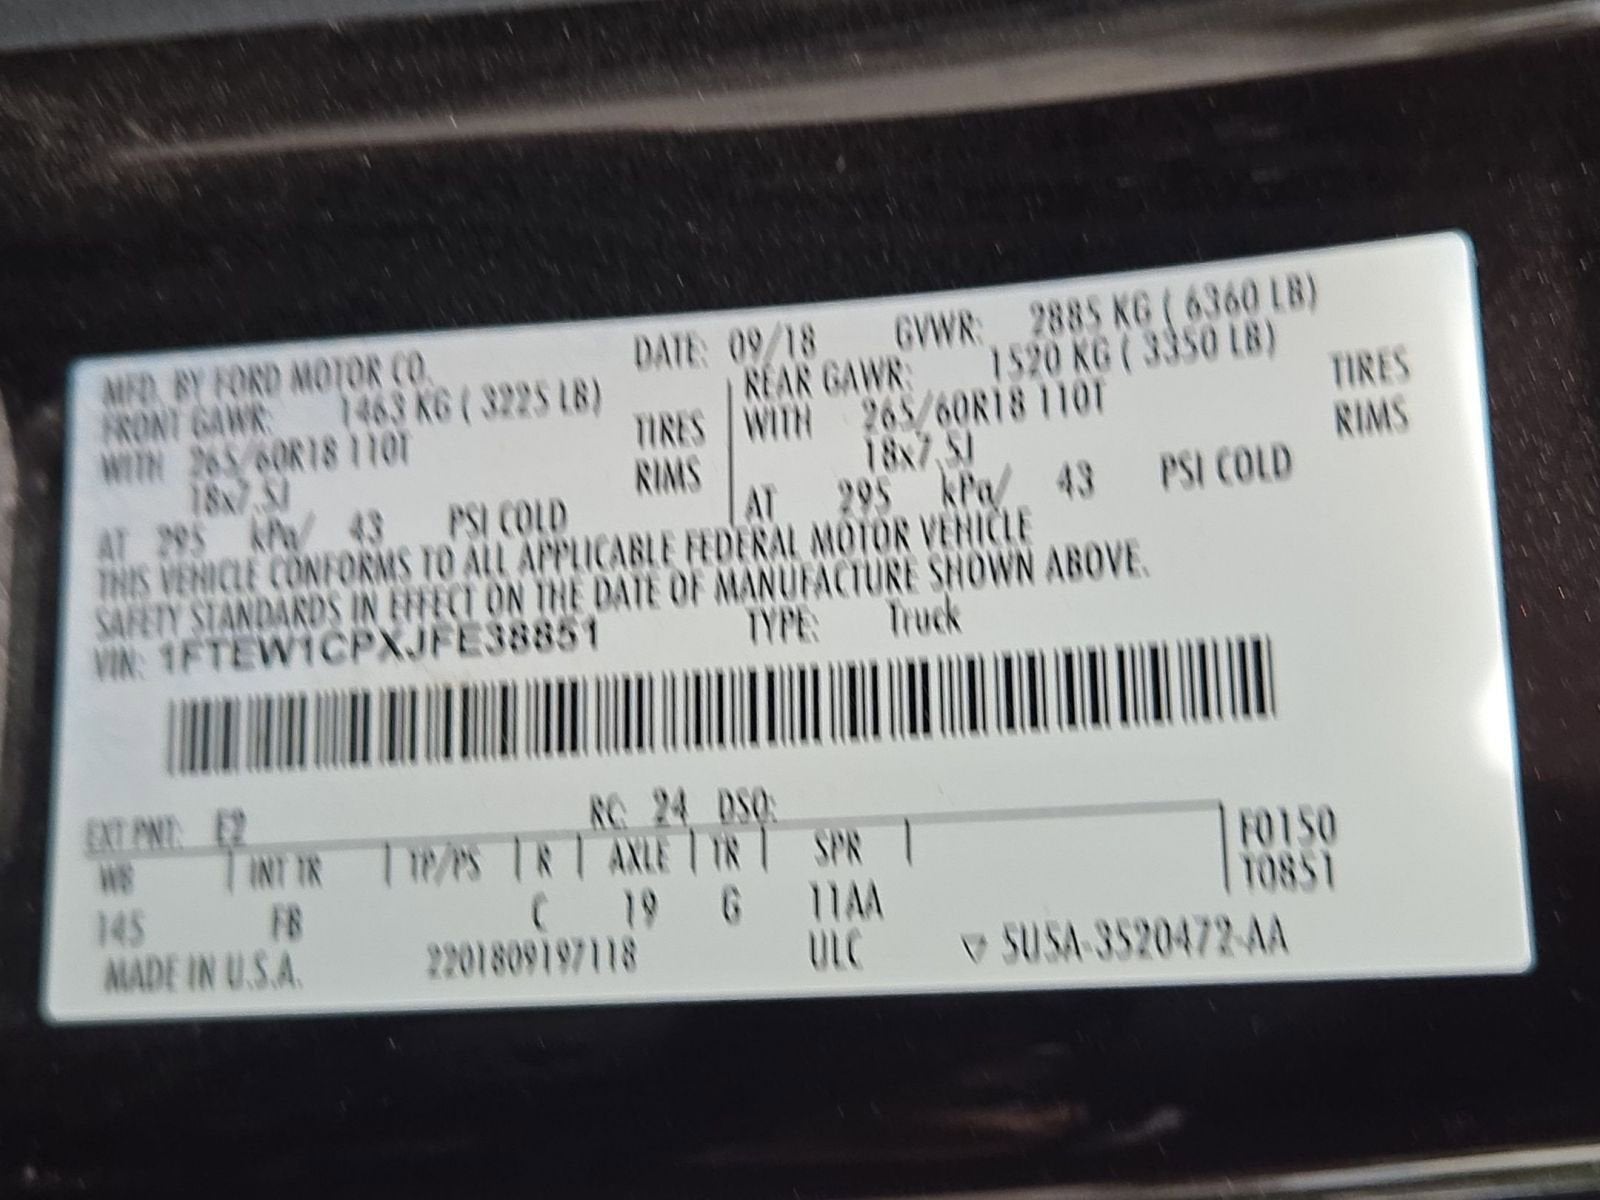 MFD. BY FORD MOTOR CO. DATE: 09/18 GVWR: 2885 KG ( 6360 LB)
FRONT GAWR: 1463 KG ( 3225 LB) REAR GAWR: 1520 KG ( 3350 LB)
WITH 265/60R18 110T TIRES WITH 265/60R18 110T TIRES
18x7.5J RIMS 18x7.5J RIMS
AT 295 kPa/ 43 PSI COLD AT 295 kPa/ 43 PSI COLD
THIS VEHICLE CONFORMS TO ALL APPLICABLE FEDERAL MOTOR VEHICLE
SAFETY STANDARDS IN EFFECT ON THE DATE OF MANUFACTURE SHOWN ABOVE.
VIN: 1FTEW1CPXJFE38851 TYPE: Truck
EXT PNT: E2 RC: 24 DSO:
WB INT TR TP/PS R AXLE TR SPR F0150
T0851
145 FB C 19 G 11AA
MADE IN U.S.A. 2201809197118 ULC ▽ 5U5A-3520472-AA